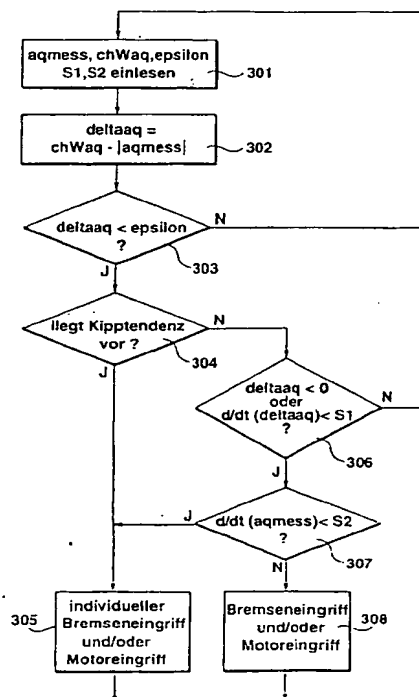 aqmess, chWaq,epsilon
S1,S2 einlesen
301
deltaaq =
chWaq - |aqmess|
302
deltaaq < epsilon
?
N
J
303
liegt Kipptendenz
vor ?
N
J
304
deltaaq < 0
oder
d/dt (deltaaq)< S1
?
N
J
306
d/dt (aqmess)< S2
?
J
N
307
305
individueller
Bremseneingriff
und/oder
Motoreingriff
Bremseneingriff
und/oder
Motoreingriff
308